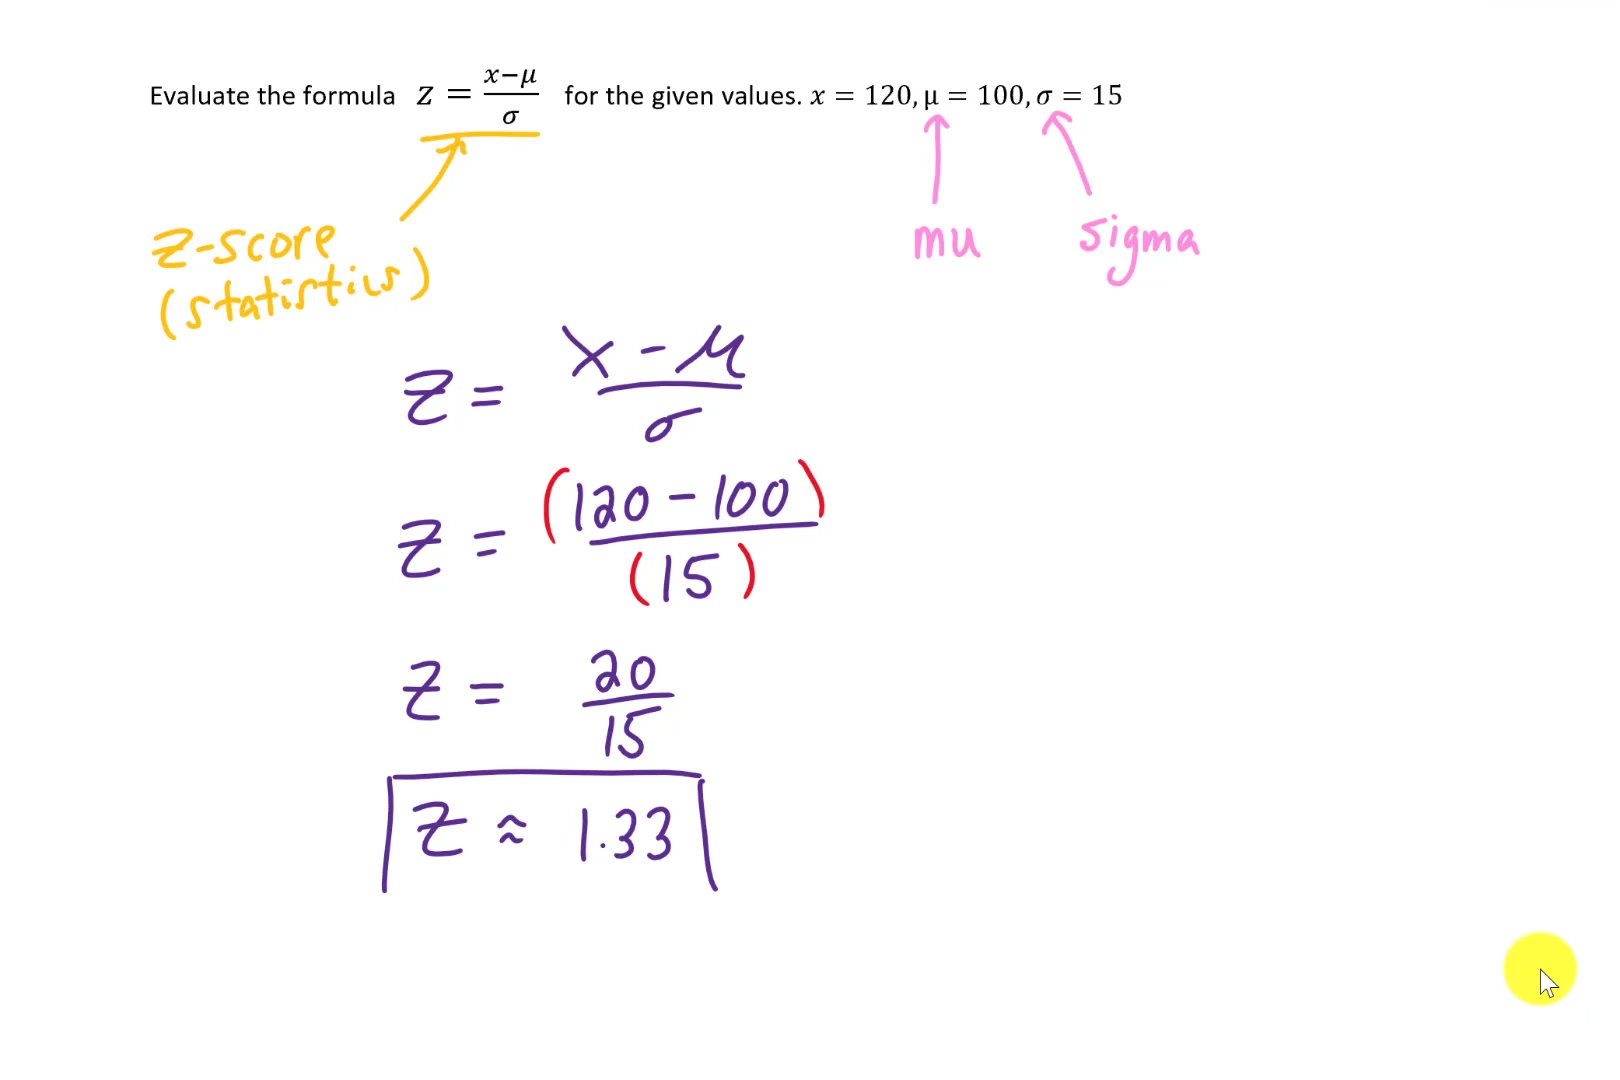 Evaluate the formula z = x−μ/σ for the given values. x = 120, μ = 100, σ = 15
z-score
(statistics)
mu
sigma
z = x - μ/σ
z = (120 - 100)/(15)
z = 20/15
z ≈ 1.33